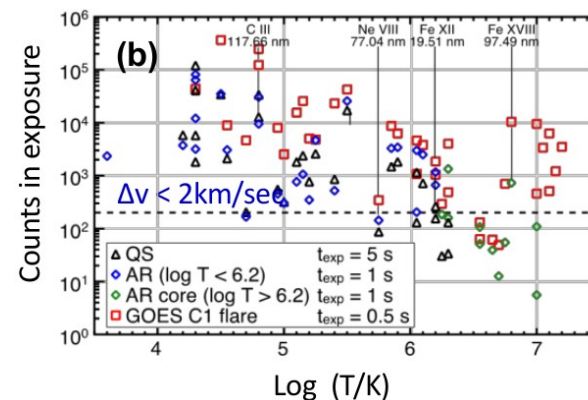 (b)
C III Ne VIII Fe XII Fe XVIII
117.66 nm 77.04 nm 19.51 nm 97.49 nm
10⁶
10⁵
10⁴
10³
10²
10¹
10⁰
Counts in exposure
Δv < 2km/sec
QS t_exp = 5 s
AR (log T < 6.2) t_exp = 1 s
AR core (log T > 6.2) t_exp = 1 s
GOES C1 flare t_exp = 0.5 s
4 5 6 7
Log (T/K)